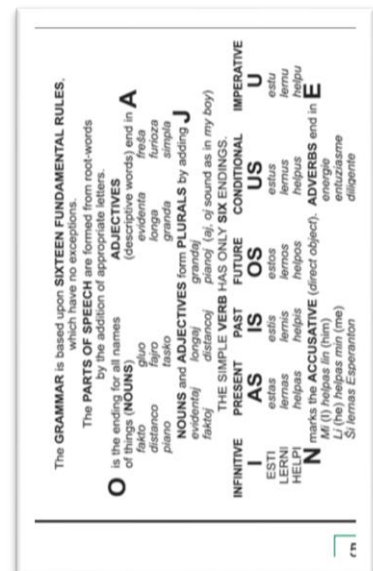 The GRAMMAR is based upon SIXTEEN FUNDAMENTAL RULES.
which have no exceptions.
The PARTS OF SPEECH are formed from root-words
by the addition of appropriate letters.
O is the ending for all names of things (NOUNS)
fakto gluo
distanco fajro
piano tasko
ADJECTIVES
(descriptive words) end in A
evidenta freŝa
longa furioza
granda simpla
NOUNS and ADJECTIVES form PLURALS by adding J
evidentaj longaj grandaj
faktoj distancoj pianoj (aj, oj sound as in my boy)
THE SIMPLE VERB HAS ONLY SIX ENDINGS.
INFINITIVE PRESENT PAST FUTURE CONDITIONAL IMPERATIVE
I AS IS OS US U
ESTI estas estis estos estus estu
LERNI lernas lernis lernos lernus lernu
HELPI helpas helpis helpos helpus helpu
N marks the ACCUSATIVE (direct object). ADVERBS end in E
Mi (I) helpas lin (him) energie
Li (he) helpas min (me) entuziasme
Ŝi lernas Esperanton diligente